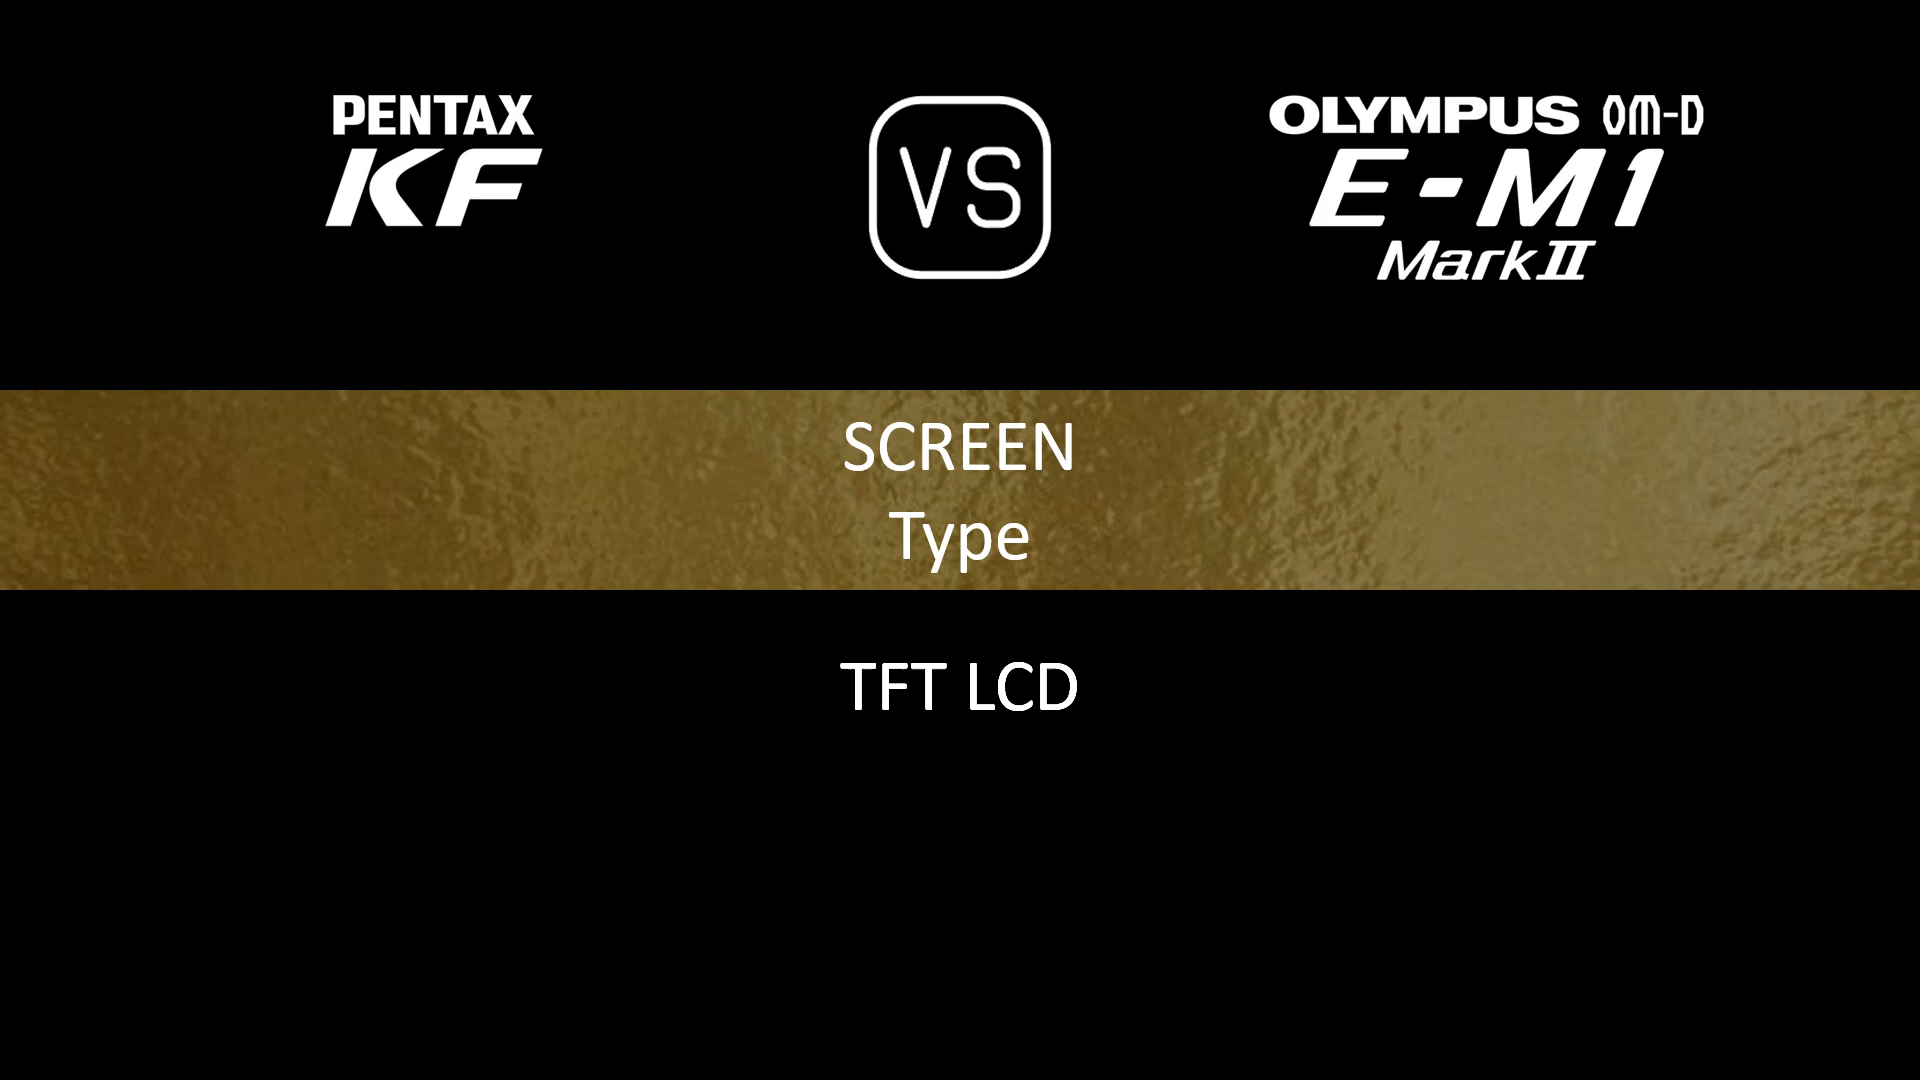 PENTAX
KF
VS
OLYMPUS OM-D
E-M1
Mark II
SCREEN
Type
TFT LCD